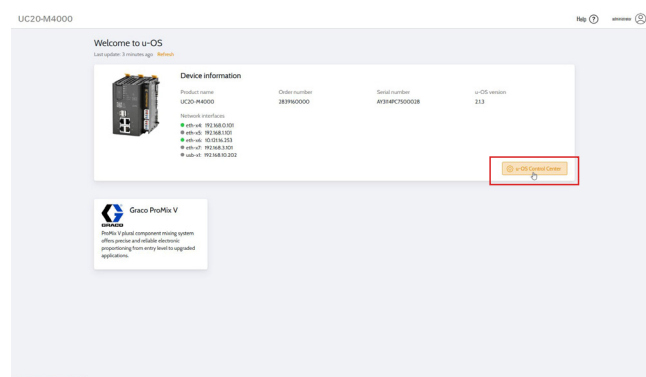 UC20-M4000
Help
administrator
Welcome to u-OS
Last update: 3 minutes ago Refresh
Device information
Product name
Order number
Serial number
u-OS version
UC20-M4000
2839160000
AY3114PC7500028
2.1.3
Network interfaces
eth-x4: 192.168.0.101
eth-x5: 192.168.1.101
eth-x6: 10.121.16.253
eth-x7: 192.168.3.101
usb-x1: 192.168.10.202
u-OS Control Center
Graco ProMix V
GRACO
ProMix V plural component mixing system
offers precise and reliable electronic
proportioning from entry level to upgraded
applications.